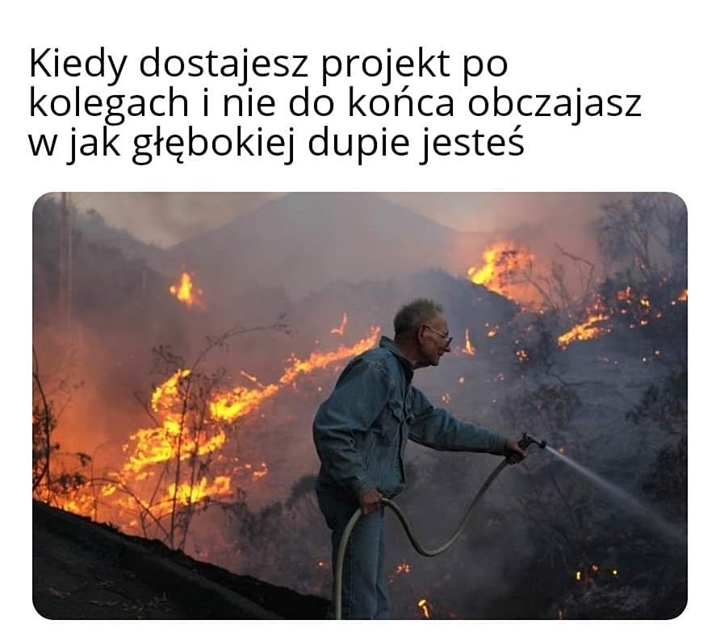 Kiedy dostajesz projekt po
kolegach i nie do końca obczajasz
w jak głębokiej dupie jesteś